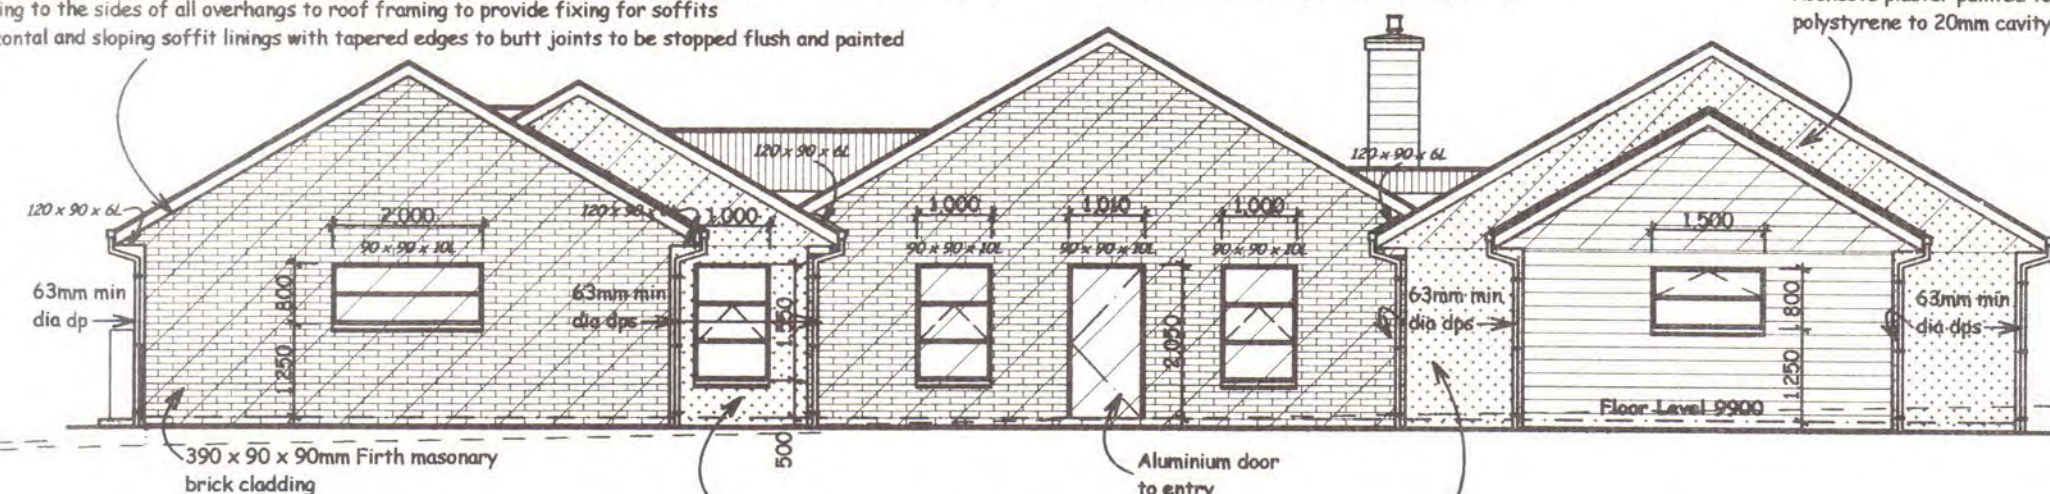 ing to the sides of all overhangs to roof framing to provide fixing for soffits
ontal and sloping soffit linings with tapered edges to butt joints to be stopped flush and painted
polystyrene to 20mm cavity
120 x 90 x 6L
120 x 90 x 6L
120 x 90 x 6L
120 x 90
2.000
1.000
1.000
1.010
1.000
1.500
90 x 90 x 10L
90 x 90 x 10L
90 x 90 x 10L
90 x 90 x 10L
63mm min
dia dp
800
1.250
63mm min
dia dps
1.550
500
2.050
63mm min
dia dps
800
1.250
63mm min
dia dps
Floor Level 9900
390 x 90 x 90mm Firth masonary
brick cladding
Aluminium door
to entry